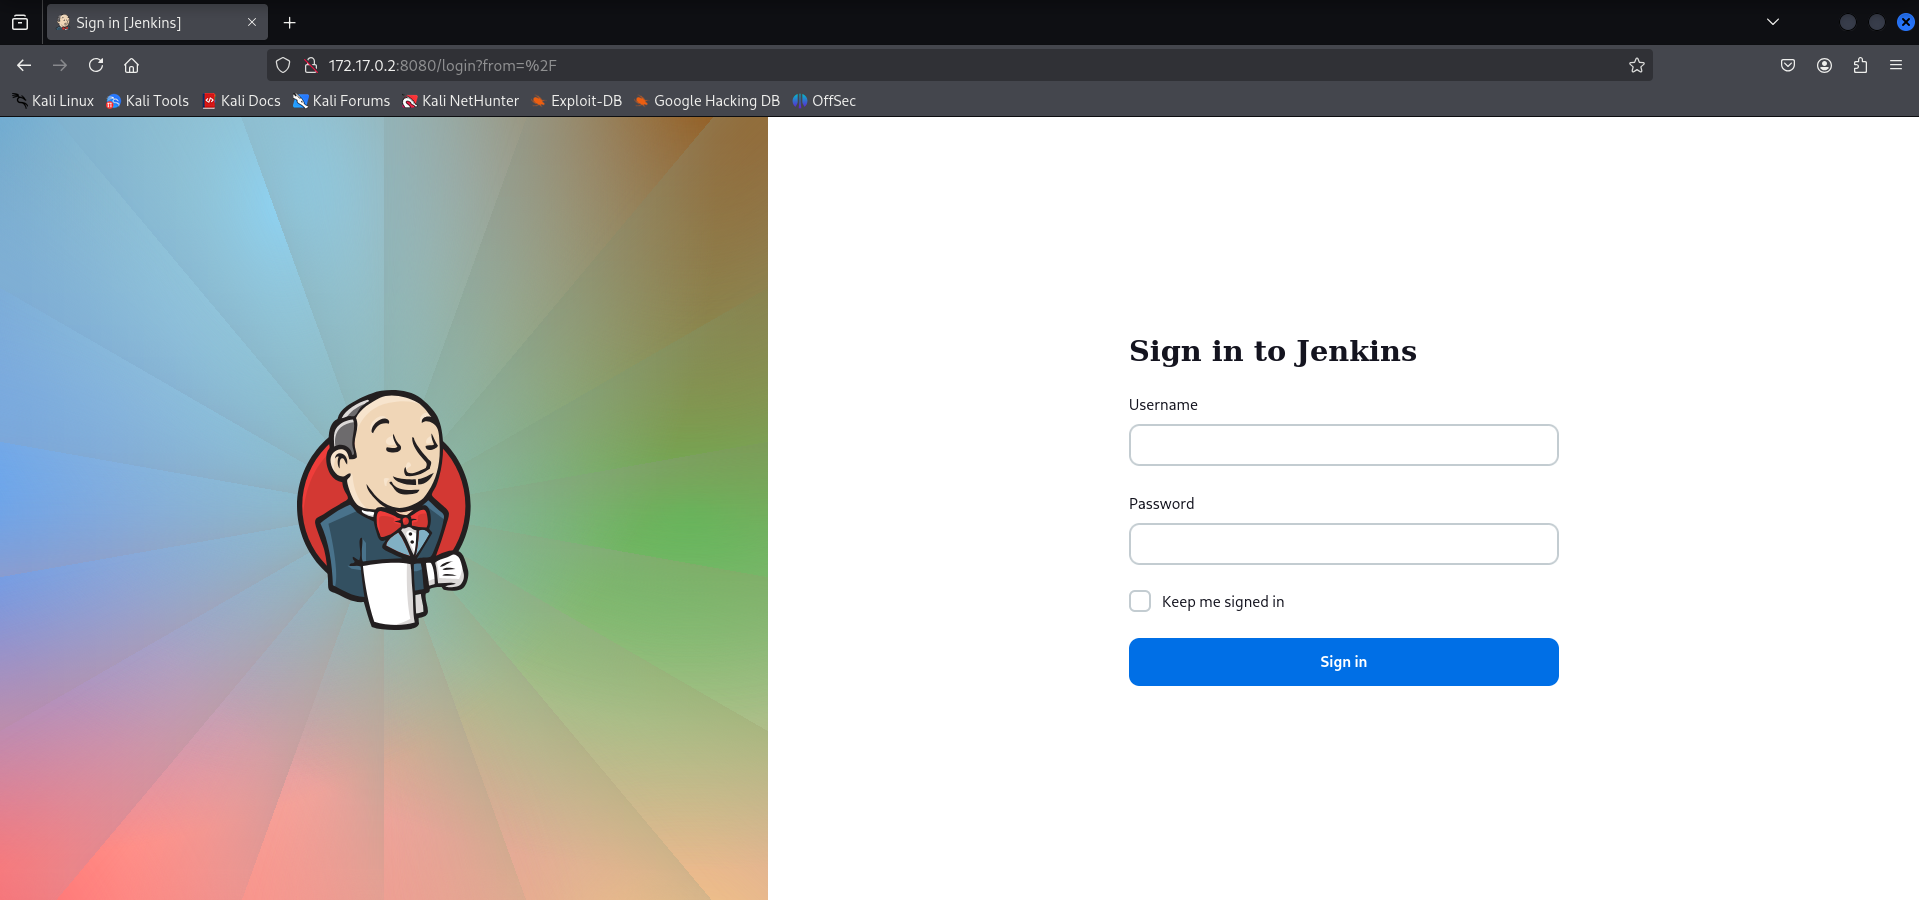 Sign in [Jenkins]
172.17.0.2:8080/login?from=%2F
Kali Linux Kali Tools Kali Docs Kali Forums Kali NetHunter Exploit-DB Google Hacking DB OffSec
Sign in to Jenkins
Username
Password
Keep me signed in
Sign in